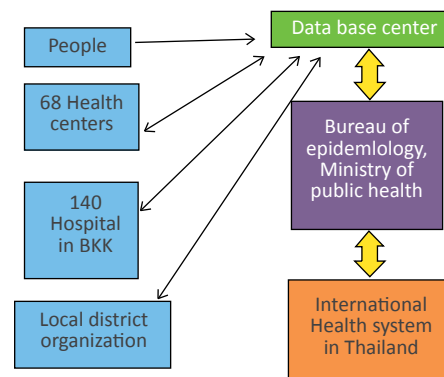 People
Data base center
68 Health
centers
Bureau of
epidemlology,
Ministry of
public health
140
Hospital
in BKK
Local district
organization
International
Health system
in Thailand